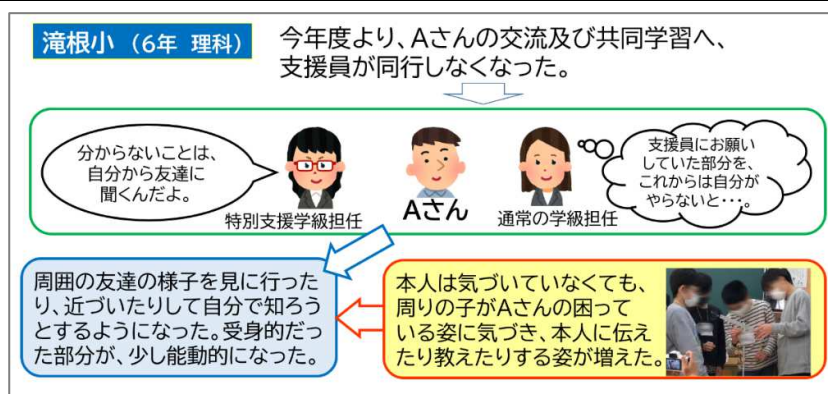 滝根小 （6年 理科）
今年度より、Aさんの交流及び共同学習へ、
支援員が同行しなくなった。
分からないことは、
自分から友達に
聞くんだよ。
特別支援学級担任
Aさん
通常の学級担任
支援員にお願い
していた部分を、
これからは自分が
やらないと・・・。
周囲の友達の様子を見に行った
り、近づいたりして自分で知ろう
とするようになった。受身的だっ
た部分が、少し能動的になった。
本人は気づいていなくても、
周りの子がAさんの困って
いる姿に気づき、本人に伝え
たり教えたりする姿が増えた。